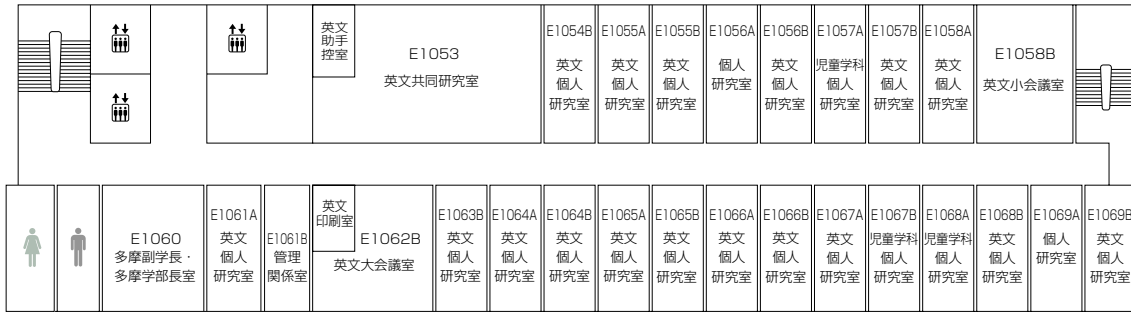 英文
助手
控室
E1053
英文共同研究室
E1054B
英文
個人
研究室
E1055A
英文
個人
研究室
E1055B
英文
個人
研究室
E1056A
個人
研究室
E1056B
英文
個人
研究室
E1057A
児童学科
個人
研究室
E1057B
英文
個人
研究室
E1058A
英文
個人
研究室
E1058B
英文小会議室
E1060
多摩副学長・
多摩学部長室
E1061A
英文
個人
研究室
E1061B
管理
関係室
英文
印刷室
E1062B
英文大会議室
E1063B
英文
個人
研究室
E1064A
英文
個人
研究室
E1064B
英文
個人
研究室
E1065A
英文
個人
研究室
E1065B
英文
個人
研究室
E1066A
英文
個人
研究室
E1066B
英文
個人
研究室
E1067A
英文
個人
研究室
E1067B
児童学科
個人
研究室
E1068A
児童学科
個人
研究室
E1068B
英文
個人
研究室
E1069A
個人
研究室
E1069B
英文
個人
研究室